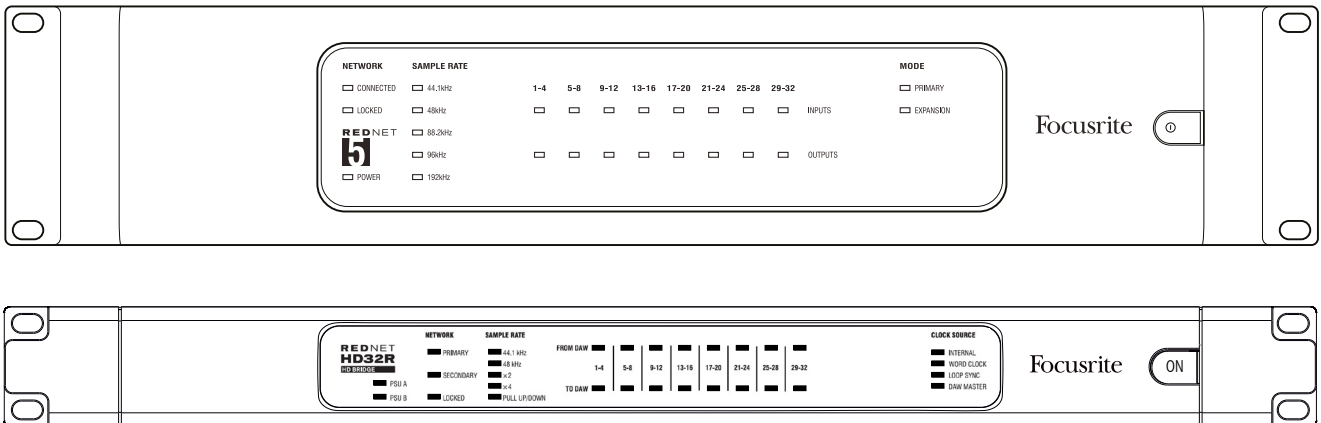 NETWORK SAMPLE RATE MODE
CONNECTED 44.1kHz 1-4 5-8 9-12 13-16 17-20 21-24 25-28 29-32 PRIMARY
LOCKED 48kHz INPUTS EXPANSION
REDNET 88.2kHz
5 96kHz OUTPUTS
POWER 192kHz
Focusrite
NETWORK SAMPLE RATE CLOCK SOURCE
REDNET
HD32R
HD BRIDGE
PRIMARY 44.1 kHz FROM DAW INTERNAL
48 kHz WORD CLOCK
SECONDARY x2 1-4 5-8 9-12 13-16 17-20 21-24 25-28 29-32 LOOP SYNC
PSU A x4 TO DAW DAW MASTER
PSU B LOCKED PULL UP/DOWN
Focusrite
ON